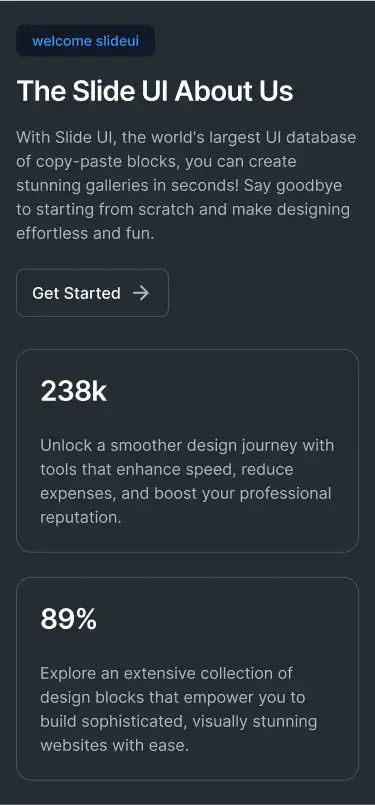 welcome slideui
The Slide UI About Us
With Slide UI, the world's largest UI database
of copy-paste blocks, you can create
stunning galleries in seconds! Say goodbye
to starting from scratch and make designing
effortless and fun.
Get Started
238k
Unlock a smoother design journey with
tools that enhance speed, reduce
expenses, and boost your professional
reputation.
89%
Explore an extensive collection of
design blocks that empower you to
build sophisticated, visually stunning
websites with ease.